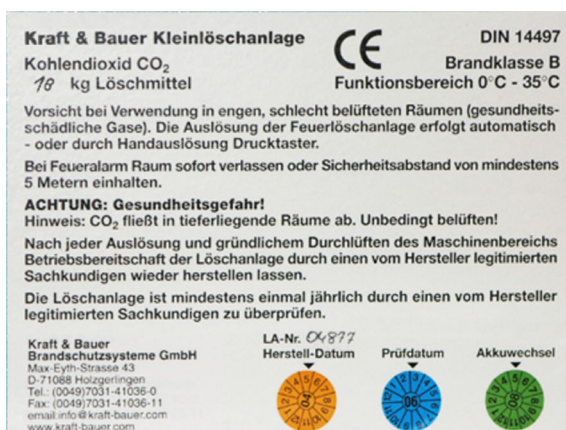 Kraft & Bauer Kleinlöschanlage
CE
DIN 14497
Kohlendioxid CO₂
Brandklasse B
18 kg Löschmittel
Funktionsbereich 0°C - 35°C
Vorsicht bei Verwendung in engen, schlecht belüfteten Räumen (gesundheits-
schädliche Gase). Die Auslösung der Feuerlöschanlage erfolgt automatisch
- oder durch Handauslösung Drucktaster.
Bei Feueralarm Raum sofort verlassen oder Sicherheitsabstand von mindestens
5 Metern einhalten.
ACHTUNG: Gesundheitsgefahr!
Hinweis: CO₂ fließt in tieferliegende Räume ab. Unbedingt belüften!
Nach jeder Auslösung und gründlichem Durchlüften des Maschinenbereichs
Betriebsbereitschaft der Löschanlage durch einen vom Hersteller legitimierten
Sachkundigen wieder herstellen lassen.
Die Löschanlage ist mindestens einmal jährlich durch einen vom Hersteller
legitimierten Sachkundigen zu überprüfen.
Kraft & Bauer
Brandschutzsysteme GmbH
Max-Eyth-Strasse 43
D-71088 Holzgerlingen
Tel.: (0049)7031-41036-0
Fax: (0049)7031-41036-11
email:info@kraft-bauer.com
www.kraft-bauer.com
LA-Nr. 04877
Herstell-Datum
Prüfdatum
Akkuwechsel
06